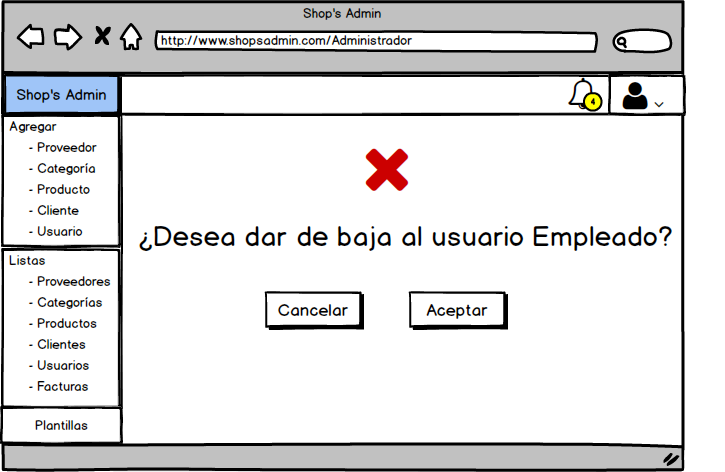 Shop's Admin
http://www.shopsadmin.com/Administrador
Shop's Admin
4
Agregar
- Proveedor
- Categoría
- Producto
- Cliente
- Usuario
Listas
- Proveedores
- Categorías
- Productos
- Clientes
- Usuarios
- Facturas
Plantillas
¿Desea dar de baja al usuario Empleado?
Cancelar
Aceptar